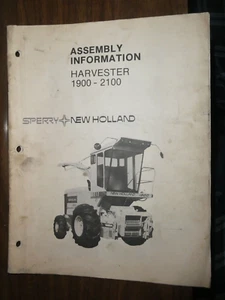 ASSEMBLY
INFORMATION
HARVESTER
1900 - 2100
SPERRY NEW HOLLAND